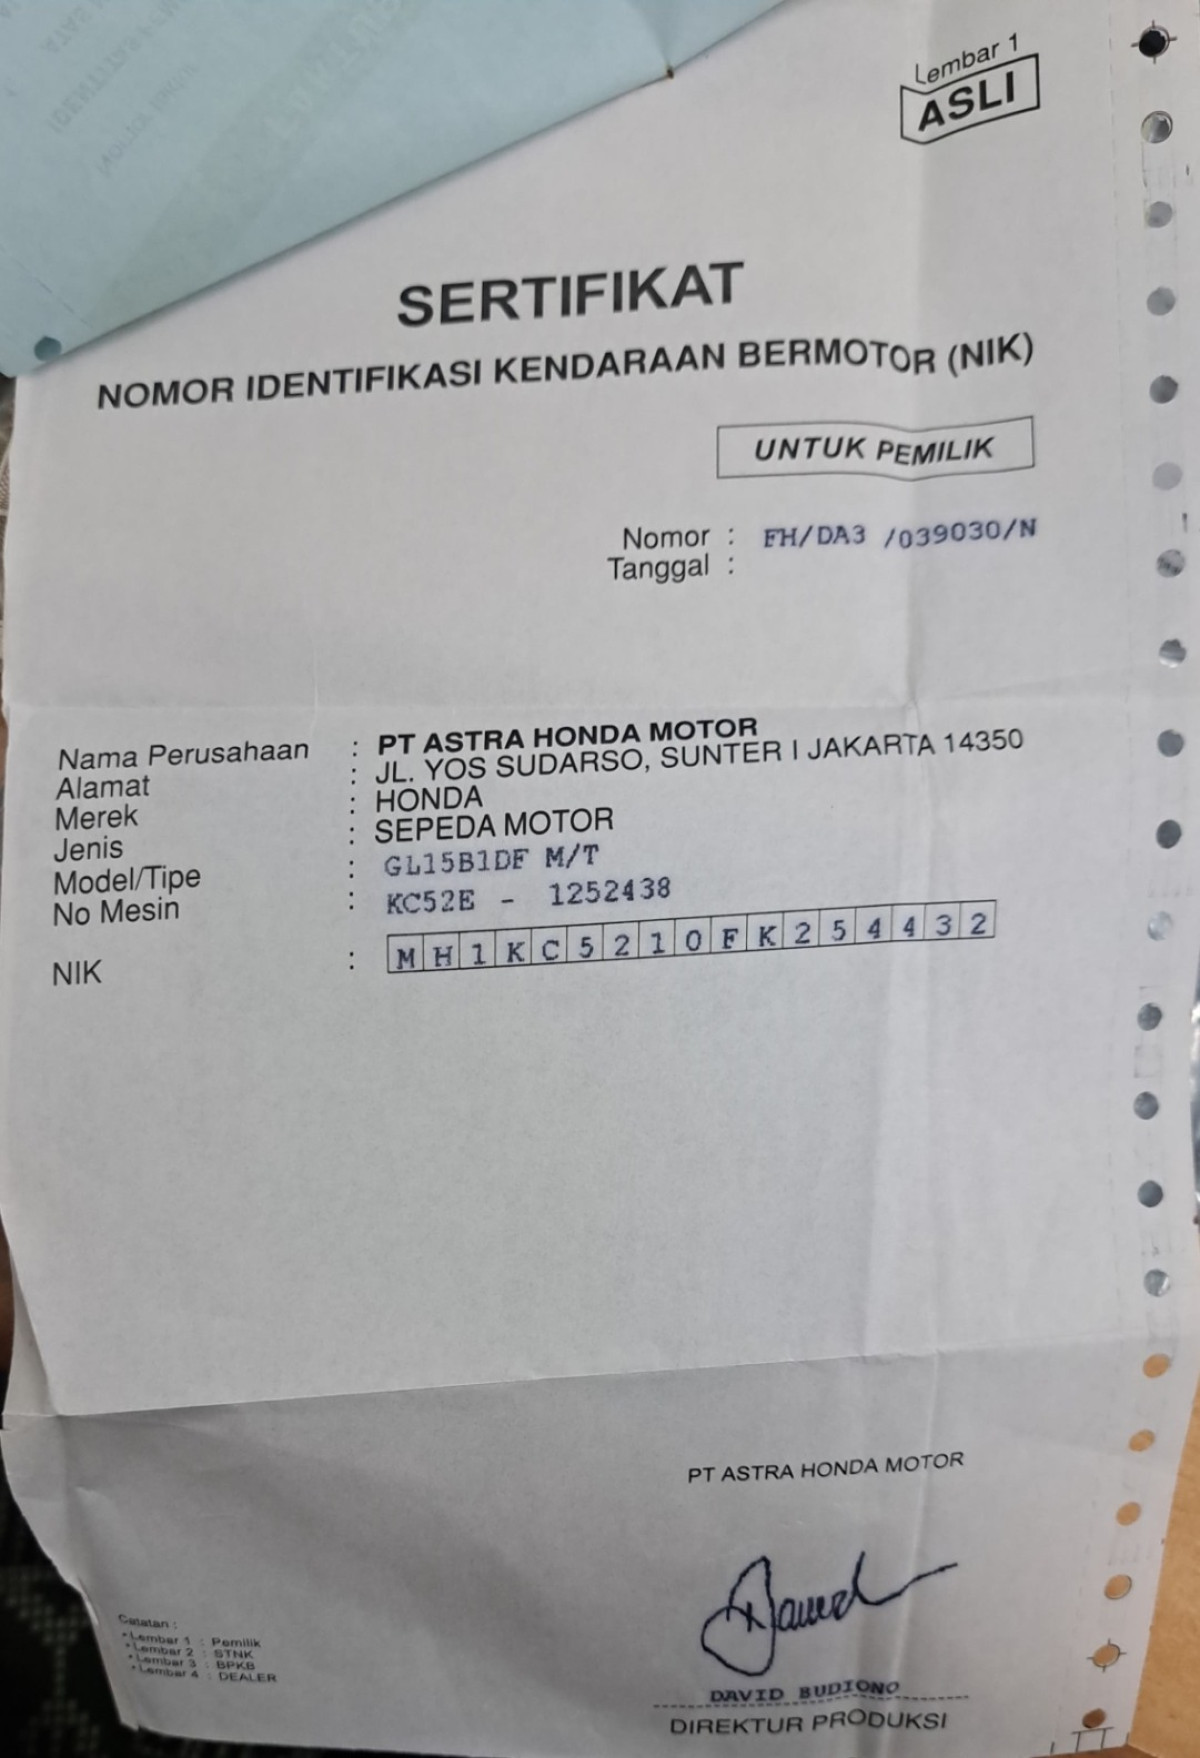 Lembar 1
ASLI
SERTIFIKAT
NOMOR IDENTIFIKASI KENDARAAN BERMOTOR (NIK)
UNTUK PEMILIK
Nomor : FH/DA3 /039030/N
Tanggal :
Nama Perusahaan : PT ASTRA HONDA MOTOR
Alamat : JL. YOS SUDARSO, SUNTER I JAKARTA 14350
Merek : HONDA
Jenis : SEPEDA MOTOR
Model/Tipe : GL15B1DF M/T
No Mesin : KC52E - 1252438
NIK : MH1KC5210FK254432
PT ASTRA HONDA MOTOR
DAVID BUDIONO
DIREKTUR PRODUKSI
Catatan :
• Lembar 1 : Pemilik
• Lembar 2 : STNK
• Lembar 3 : BPKB
• Lembar 4 : DEALER